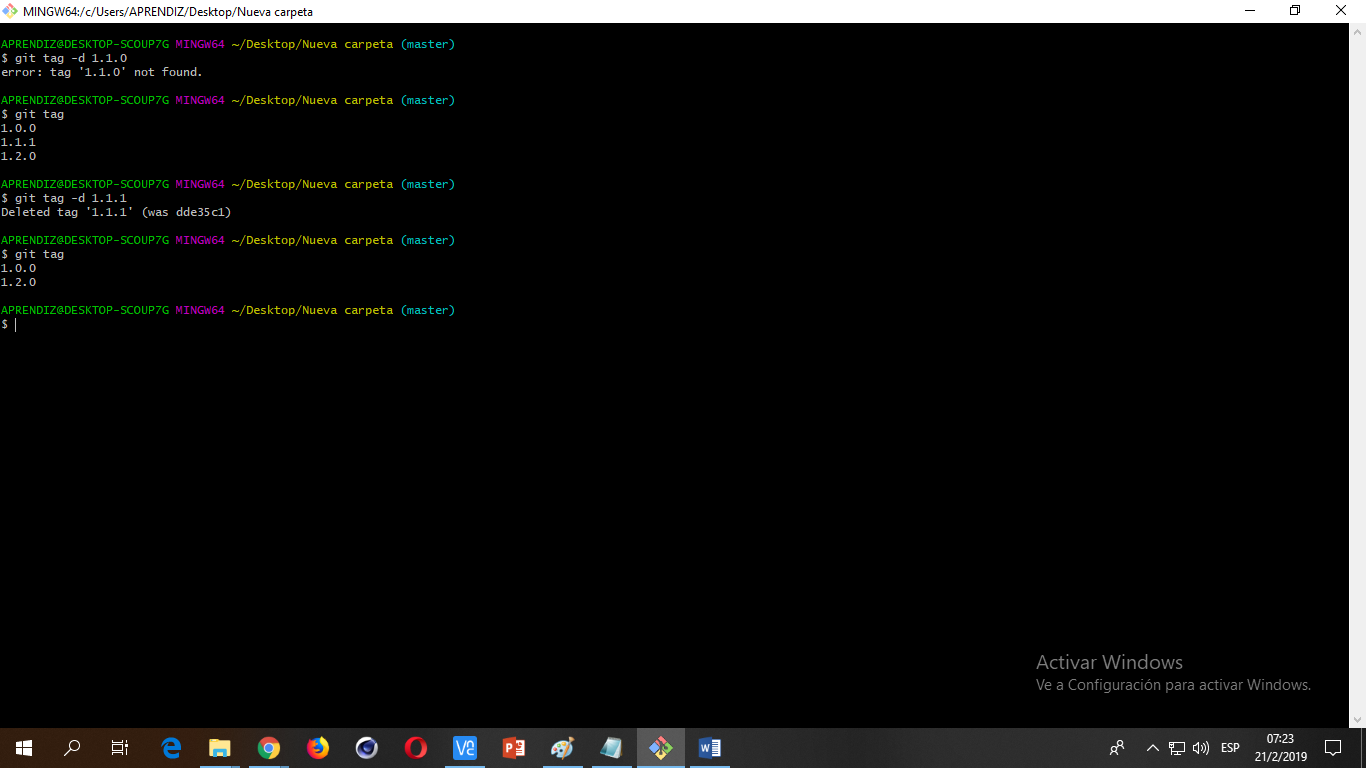 MINGW64:/c/Users/APRENDIZ/Desktop/Nueva carpeta
APRENDIZ@DESKTOP-SCOUP7G MINGW64 ~/Desktop/Nueva carpeta (master)
$ git tag -d 1.1.0
error: tag '1.1.0' not found.
APRENDIZ@DESKTOP-SCOUP7G MINGW64 ~/Desktop/Nueva carpeta (master)
$ git tag
1.0.0
1.1.1
1.2.0
APRENDIZ@DESKTOP-SCOUP7G MINGW64 ~/Desktop/Nueva carpeta (master)
$ git tag -d 1.1.1
Deleted tag '1.1.1' (was dde35c1)
APRENDIZ@DESKTOP-SCOUP7G MINGW64 ~/Desktop/Nueva carpeta (master)
$ git tag
1.0.0
1.2.0
APRENDIZ@DESKTOP-SCOUP7G MINGW64 ~/Desktop/Nueva carpeta (master)
$
Activar Windows
Ve a Configuración para activar Windows.
ESP
07:23
21/2/2019